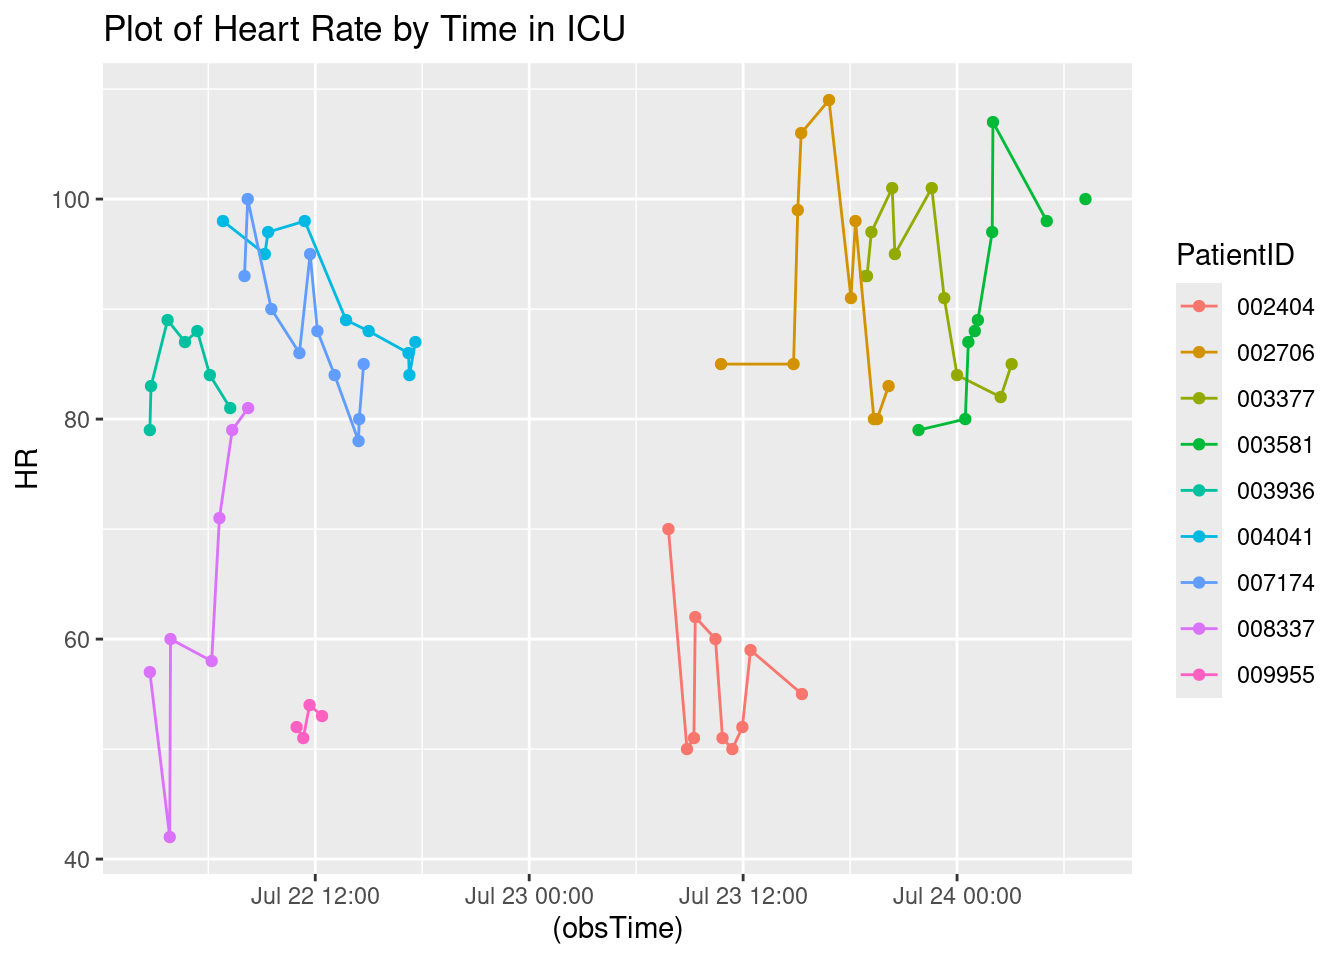 Plot of Heart Rate by Time in ICU
HR
100
80
60
40
Jul 22 12:00
Jul 23 00:00
Jul 23 12:00
Jul 24 00:00
(obsTime)
PatientID
002404
002706
003377
003581
003936
004041
007174
008337
009955